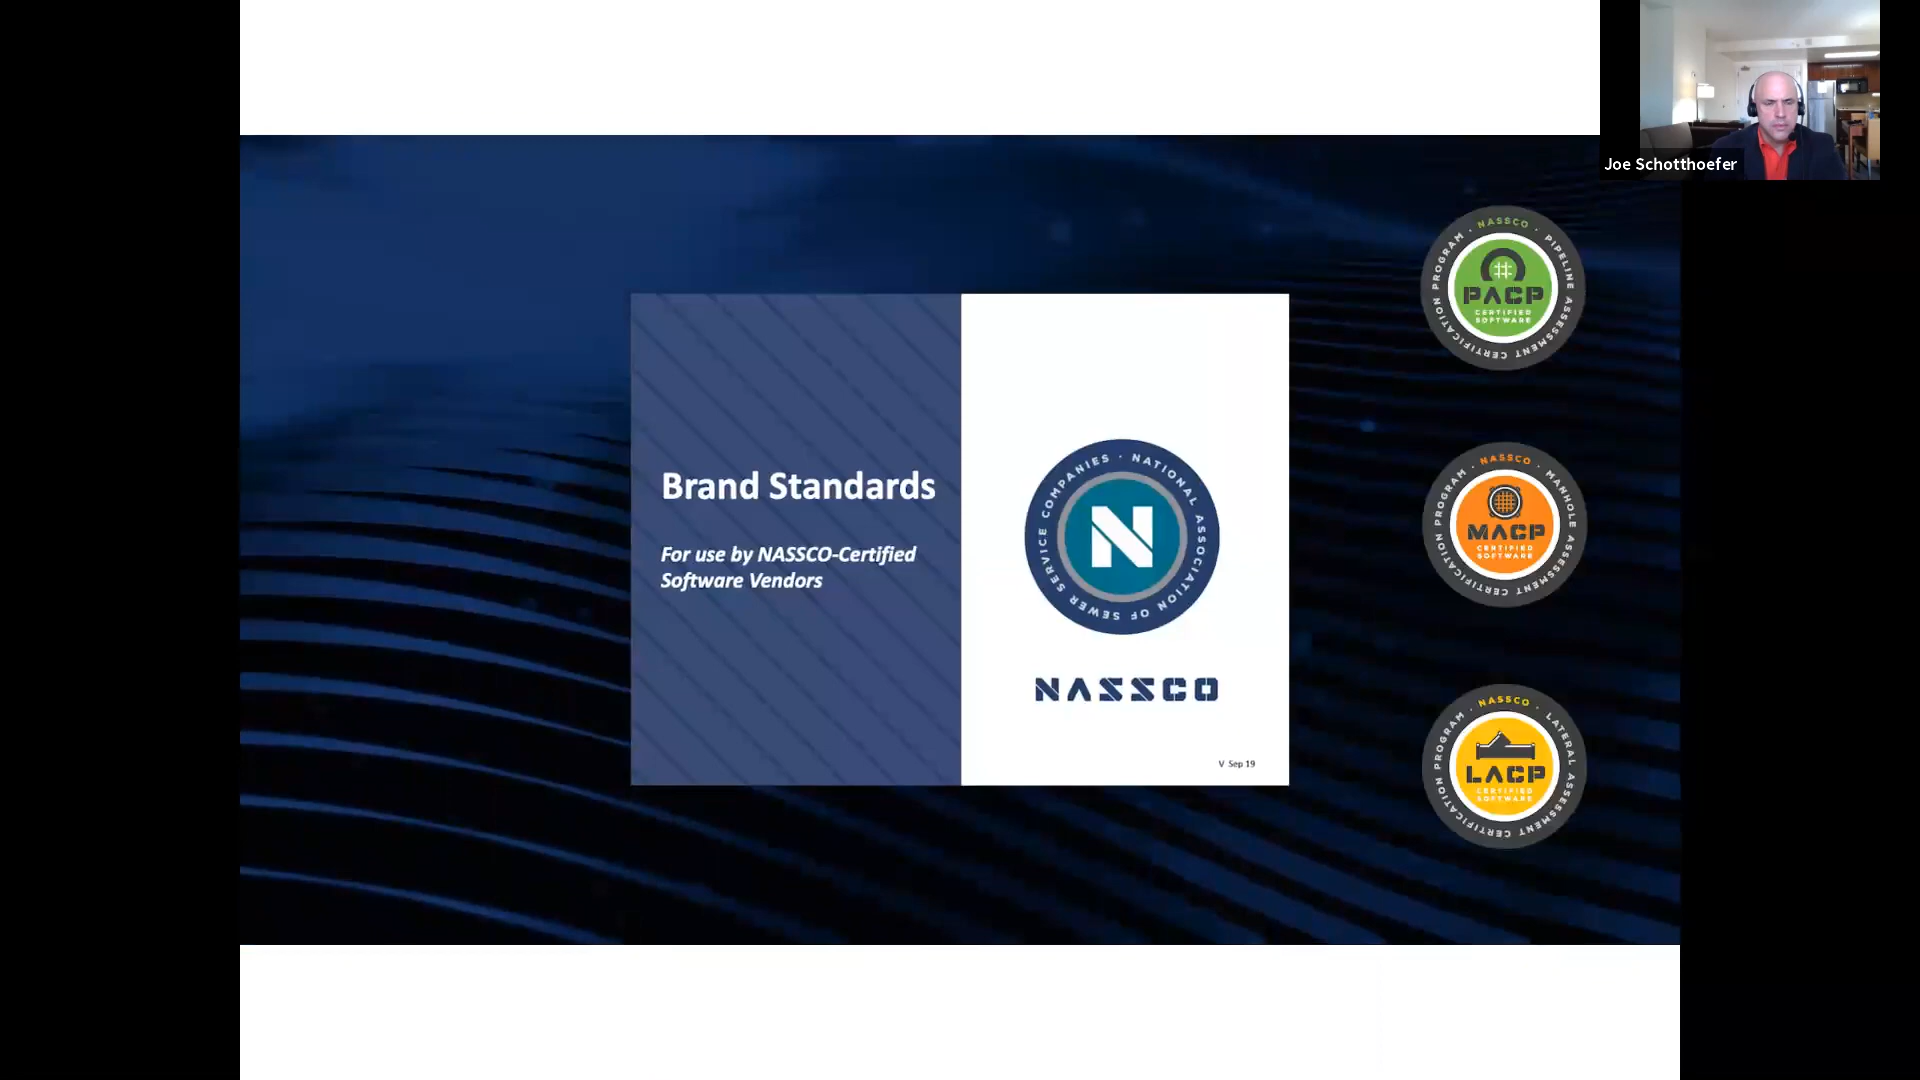 Joe Schotthoefer
Brand Standards
For use by NASSCO-Certified
Software Vendors
NATIONAL ASSOCIATION OF SEWER SERVICE COMPANIES ·
N
NASSCO
V Sep 19
· NASSCO · PIPELINE ASSESSMENT CERTIFICATION PROGRAM
PACP
CERTIFIED
SOFTWARE
· NASSCO · MANHOLE ASSESSMENT CERTIFICATION PROGRAM
MACP
CERTIFIED
SOFTWARE
· NASSCO · LATERAL ASSESSMENT CERTIFICATION PROGRAM
LACP
CERTIFIED
SOFTWARE